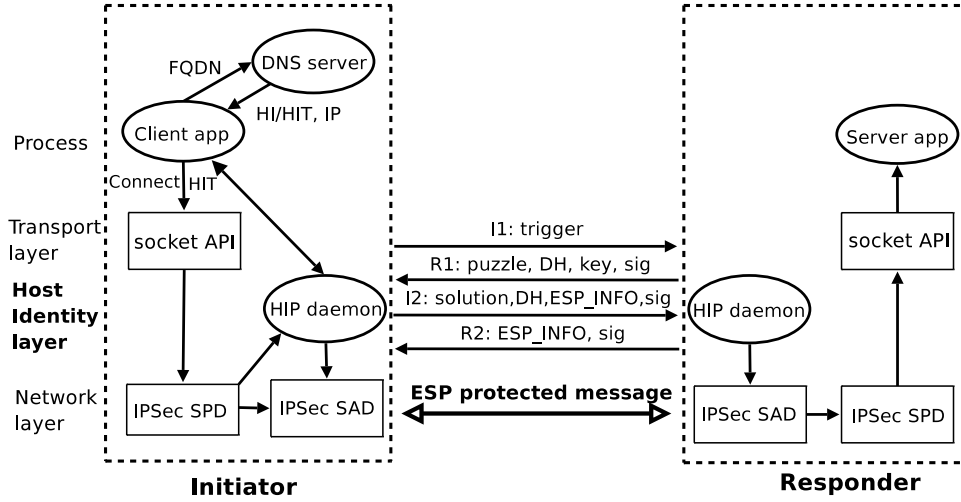 DNS server
FQDN
HI/HIT, IP
Client app
Process
Server app
Connect
HIT
Transport
layer
socket API
I1: trigger
socket API
R1: puzzle, DH, key, sig
Host
Identity
layer
HIP daemon
I2: solution,DH,ESP_INFO,sig
HIP daemon
R2: ESP_INFO, sig
Network
layer
IPSec SPD
IPSec SAD
ESP protected message
IPSec SAD
IPSec SPD
Initiator
Responder